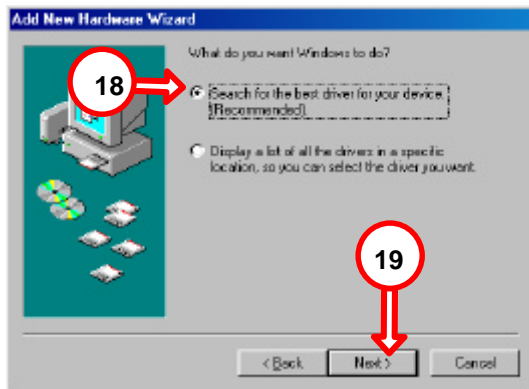 Add New Hardware Wizard
What do you want Windows to do?
18
Search for the best driver for your device.
(Recommended).
Display a list of all the drivers in a specific
location, so you can select the driver you want.
19
< Back
Next >
Cancel